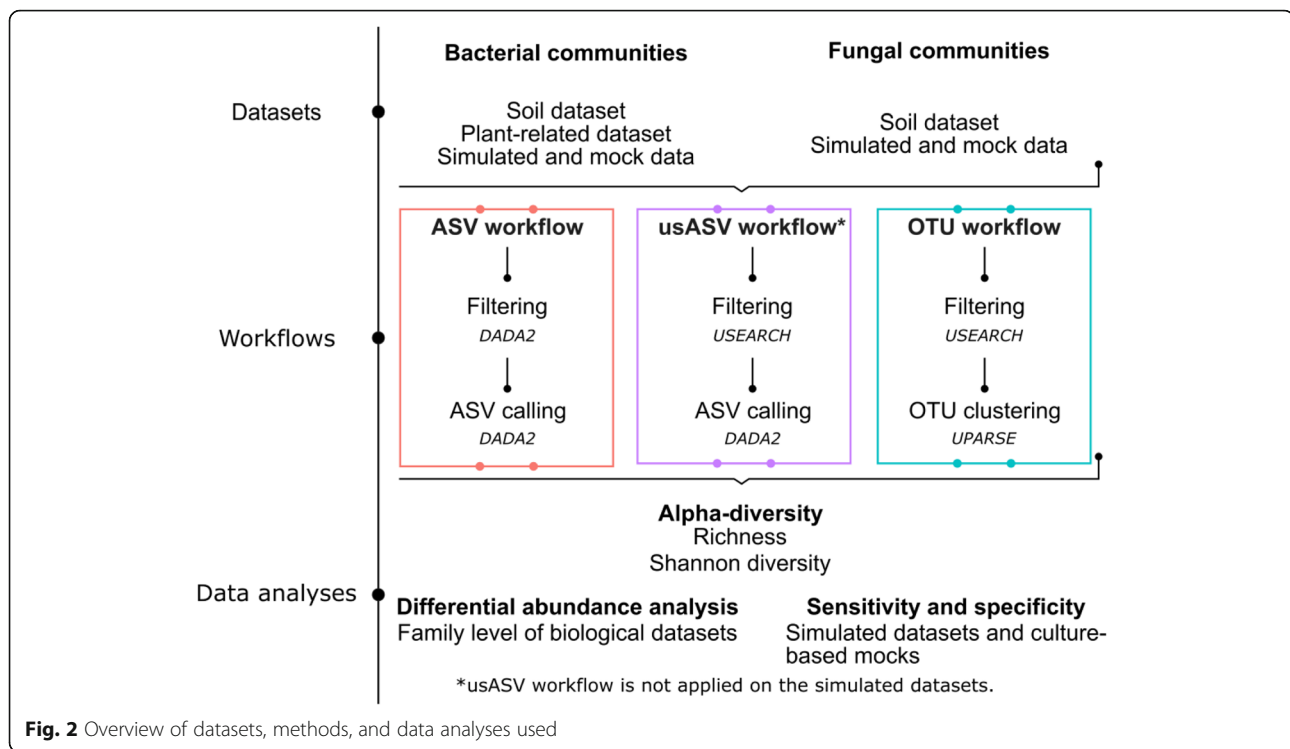 Bacterial communities
Fungal communities
Datasets
Soil dataset
Plant-related dataset
Simulated and mock data
Soil dataset
Simulated and mock data
Workflows
ASV workflow
Filtering
DADA2
ASV calling
DADA2
usASV workflow*
Filtering
USEARCH
ASV calling
DADA2
OTU workflow
Filtering
USEARCH
OTU clustering
UPARSE
Data analyses
Alpha-diversity
Richness
Shannon diversity
Differential abundance analysis
Family level of biological datasets
Sensitivity and specificity
Simulated datasets and culture-
based mocks
*usASV workflow is not applied on the simulated datasets.
Fig. 2 Overview of datasets, methods, and data analyses used